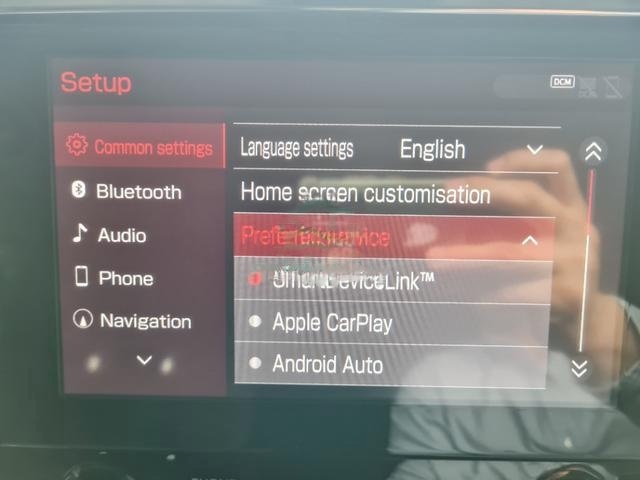 Setup
DCM
Common settings
Bluetooth
Audio
Phone
Navigation
Language settings English
Home screen customisation
Apple CarPlay
Android Auto